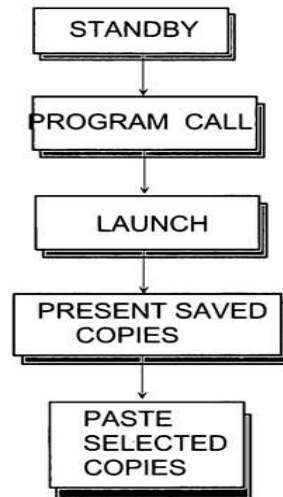 STANDBY
PROGRAM CALL
LAUNCH
PRESENT SAVED
COPIES
PASTE
SELECTED
COPIES